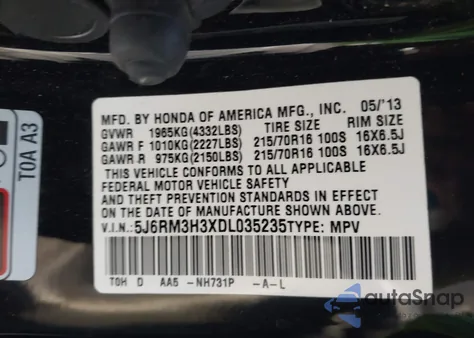 MFD. BY HONDA OF AMERICA MFG., INC. 05/'13
GVWR 1965KG(4332LBS) TIRE SIZE RIM SIZE
GAWR F 1010KG(2227LBS) 215/70R16 100S 16X6.5J
GAWR R 975KG(2150LBS) 215/70R16 100S 16X6.5J
THIS VEHICLE CONFORMS TO ALL APPLICABLE
FEDERAL MOTOR VEHICLE SAFETY
AND THEFT PREVENTION STANDARDS
IN EFFECT ON THE DATE OF MANUFACTURE SHOWN ABOVE.
V.I.N.: 5J6RM3H3XDL035235 TYPE: MPV
T0H D AA5 -NH731P -A-L
T0A A3
autoSnap